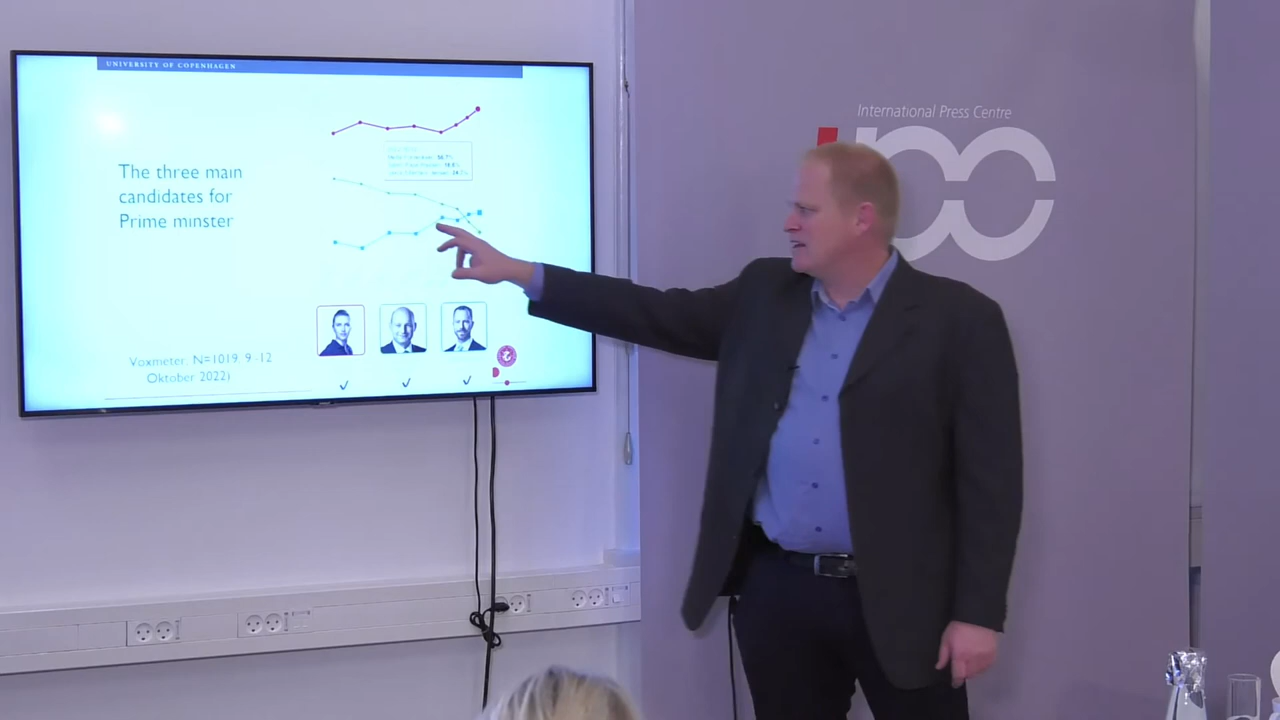 UNIVERSITY OF COPENHAGEN
The three main
candidates for
Prime minster
Voxmeter. N=1019. 9-12
Oktober 2022)
International Press Centre